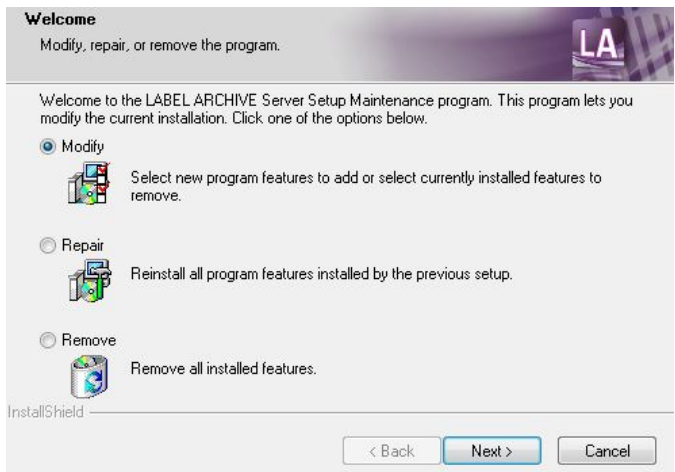 Welcome
Modify, repair, or remove the program.
LA
Welcome to the LABEL ARCHIVE Server Setup Maintenance program. This program lets you
modify the current installation. Click one of the options below.
Modify
Select new program features to add or select currently installed features to
remove.
Repair
Reinstall all program features installed by the previous setup.
Remove
Remove all installed features.
InstallShield
< Back Next > Cancel